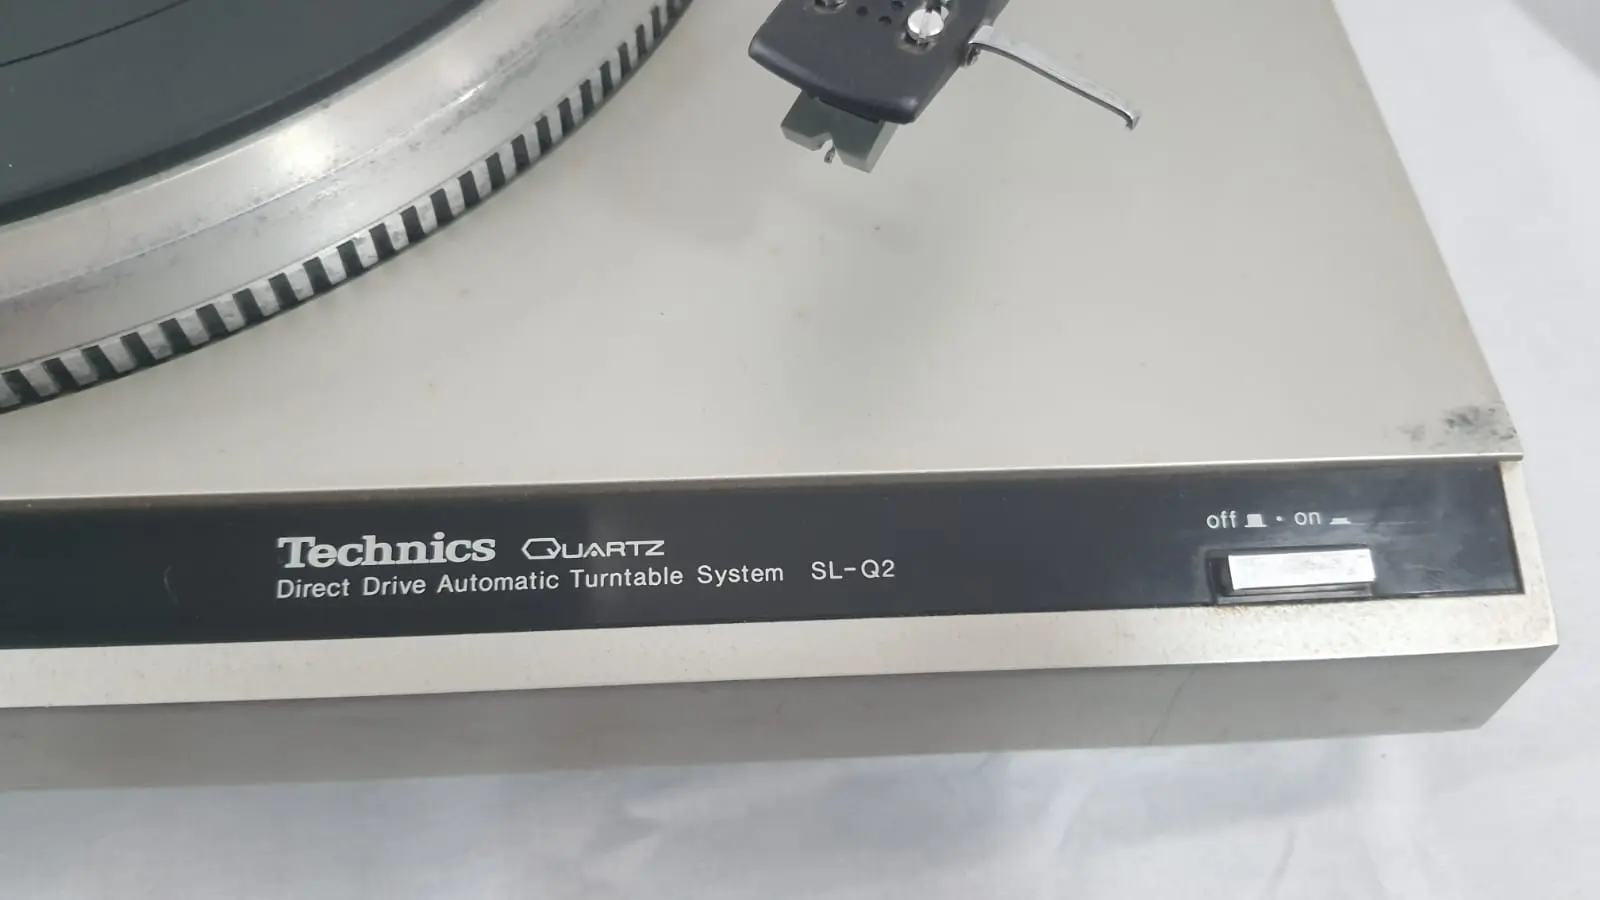 Technics QUARTZ
Direct Drive Automatic Turntable System SL-Q2
off · on